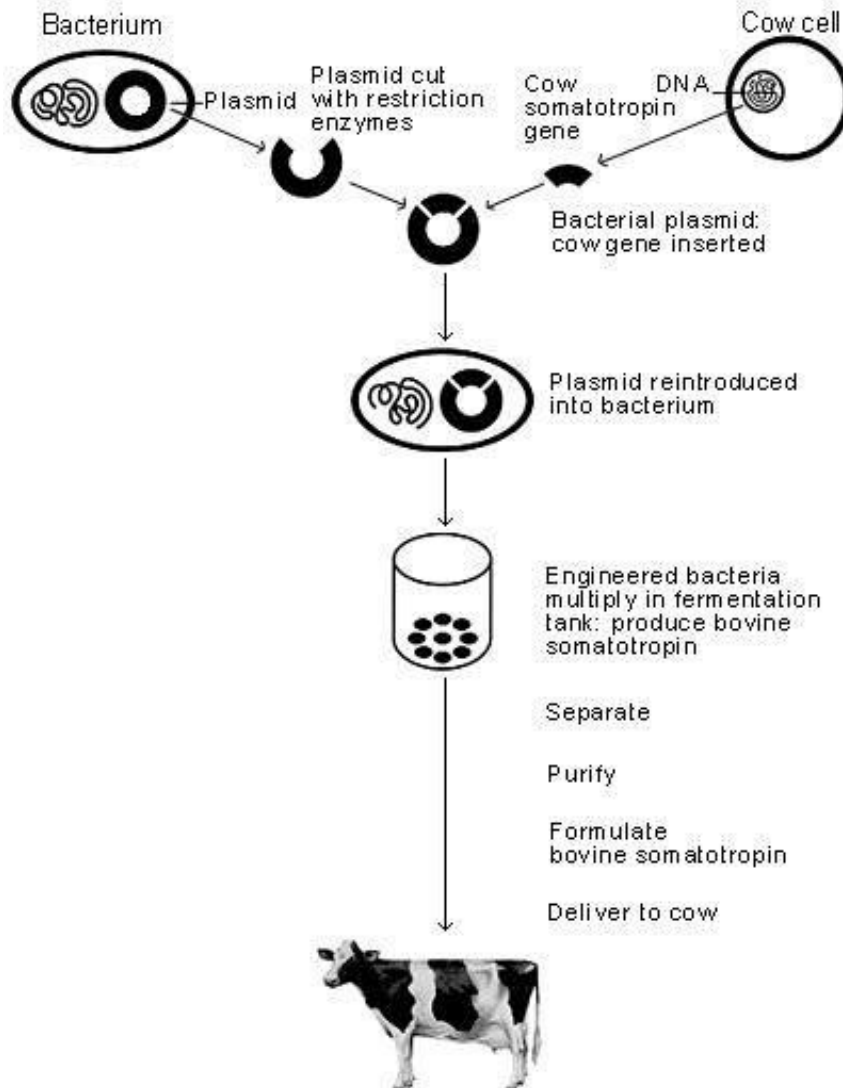 Bacterium
Cow cell
Plasmid
Plasmid cut
with restriction
enzymes
Cow
somatotropin
gene
DNA
Bacterial plasmid:
cow gene inserted
Plasmid reintroduced
into bacterium
Engineered bacteria
multiply in fermentation
tank: produce bovine
somatotropin
Separate
Purify
Formulate
bovine somatotropin
Deliver to cow